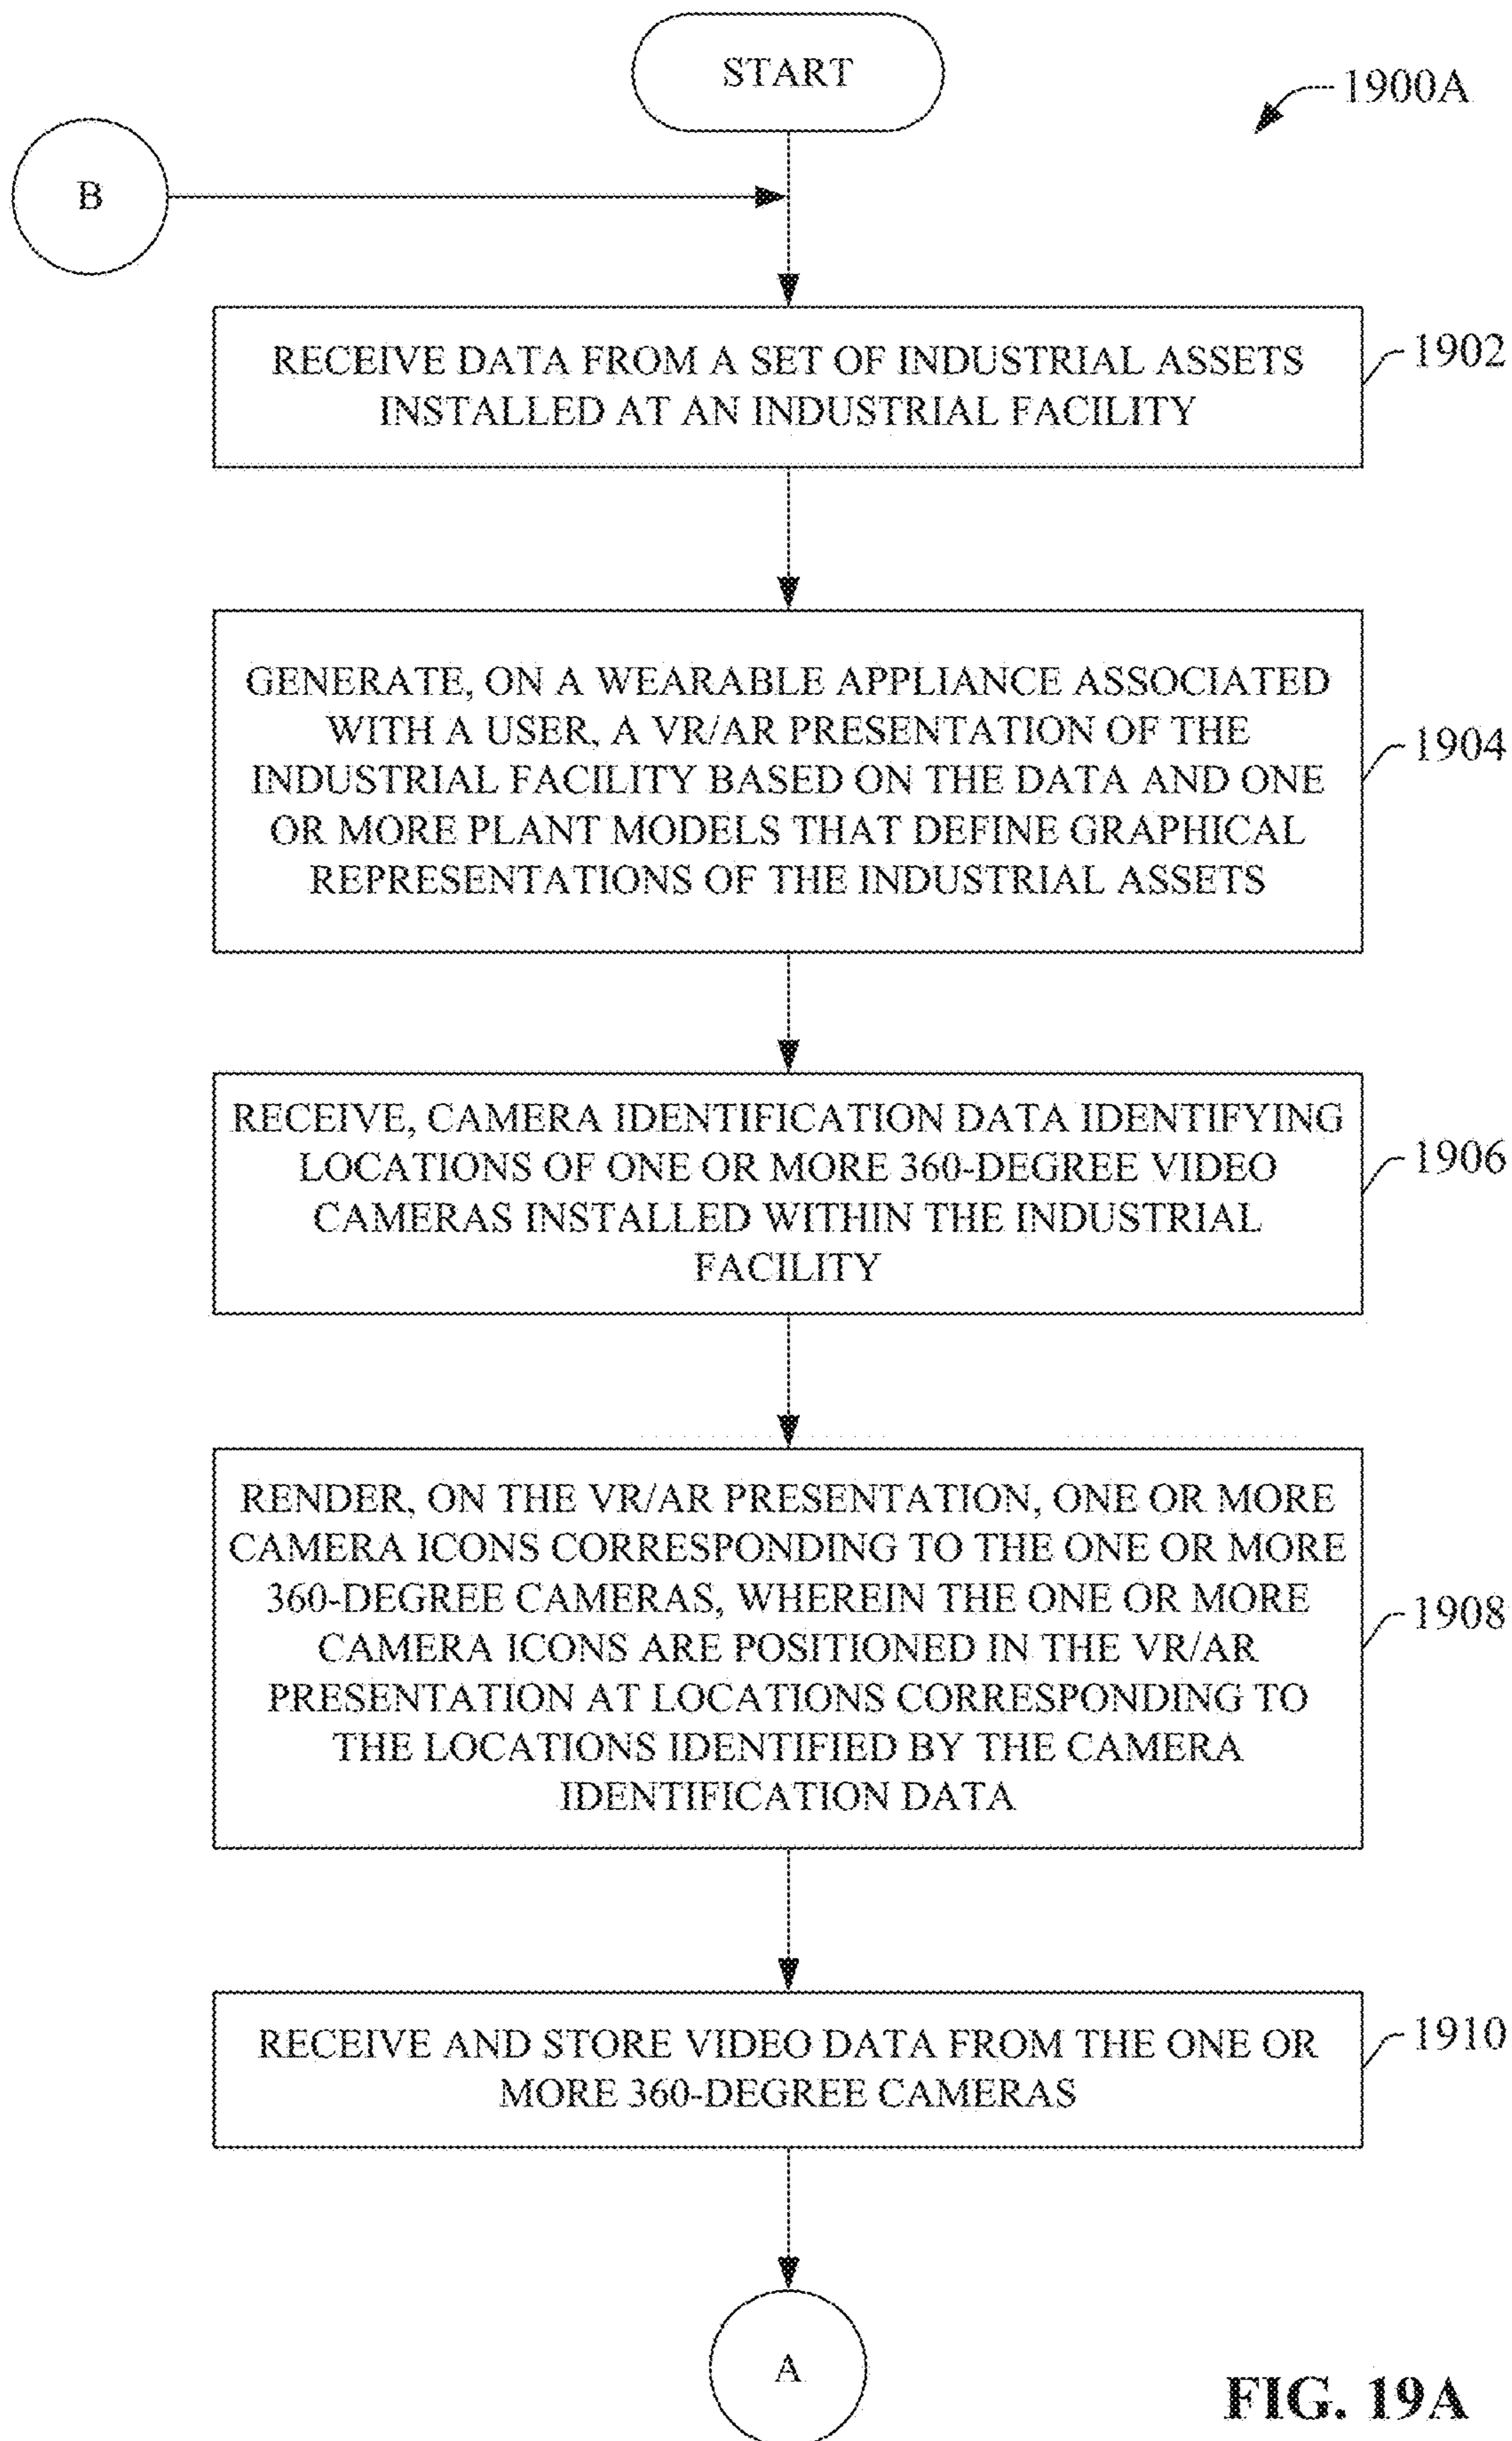 START
1900A
B
RECEIVE DATA FROM A SET OF INDUSTRIAL ASSETS
INSTALLED AT AN INDUSTRIAL FACILITY
1902
GENERATE, ON A WEARABLE APPLIANCE ASSOCIATED
WITH A USER, A VR/AR PRESENTATION OF THE
INDUSTRIAL FACILITY BASED ON THE DATA AND ONE
OR MORE PLANT MODELS THAT DEFINE GRAPHICAL
REPRESENTATIONS OF THE INDUSTRIAL ASSETS
1904
RECEIVE, CAMERA IDENTIFICATION DATA IDENTIFYING
LOCATIONS OF ONE OR MORE 360-DEGREE VIDEO
CAMERAS INSTALLED WITHIN THE INDUSTRIAL
FACILITY
1906
RENDER, ON THE VR/AR PRESENTATION, ONE OR MORE
CAMERA ICONS CORRESPONDING TO THE ONE OR MORE
360-DEGREE CAMERAS, WHEREIN THE ONE OR MORE
CAMERA ICONS ARE POSITIONED IN THE VR/AR
PRESENTATION AT LOCATIONS CORRESPONDING TO
THE LOCATIONS IDENTIFIED BY THE CAMERA
IDENTIFICATION DATA
1908
RECEIVE AND STORE VIDEO DATA FROM THE ONE OR
MORE 360-DEGREE CAMERAS
1910
A
FIG. 19A